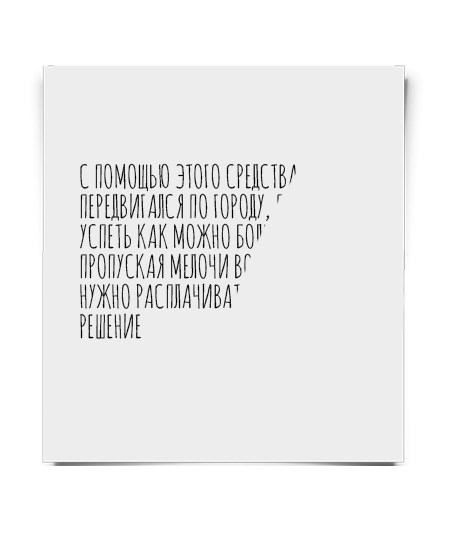 С ПОМОЩЬЮ ЭТОГО СРЕДСТВА
ПЕРЕДВИГАЛСЯ ПО ГОРОДУ,
УСПЕТЬ КАК МОЖНО
ПРОПУСКАЯ МЕЛОЧИ
НУЖНО
РЕШЕНИЕ